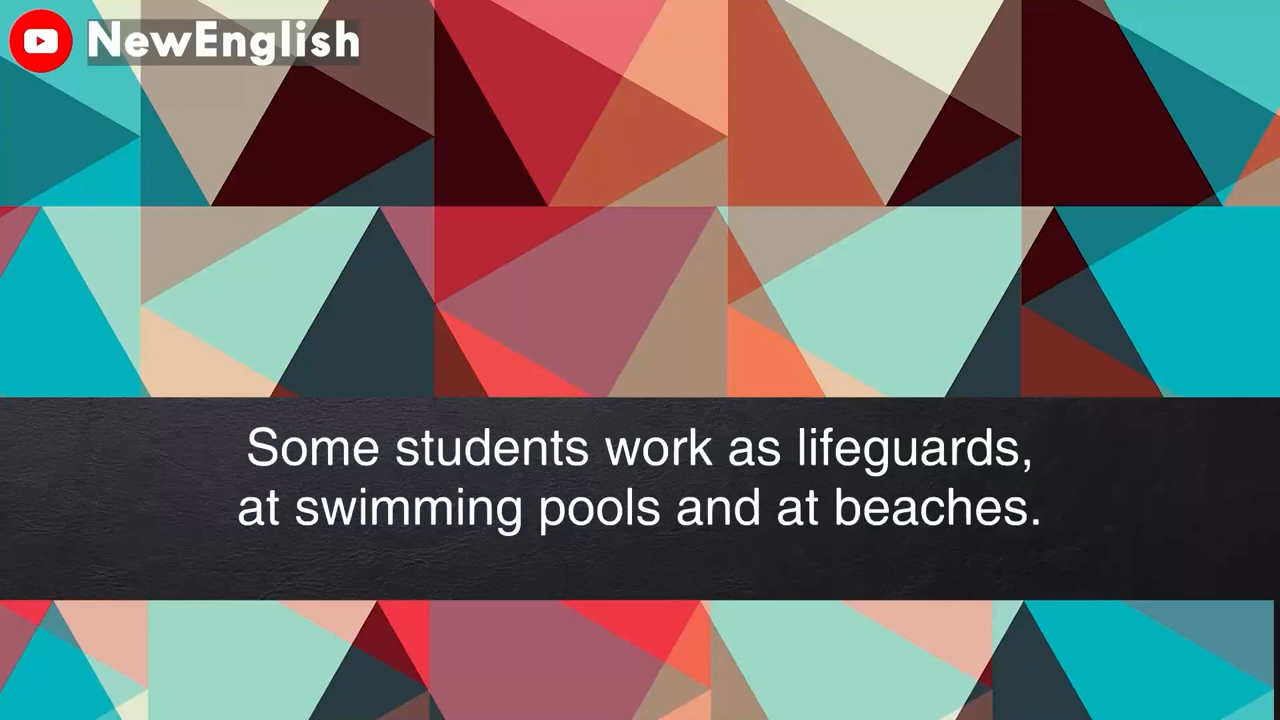 NewEnglish
Some students work as lifeguards,
at swimming pools and at beaches.